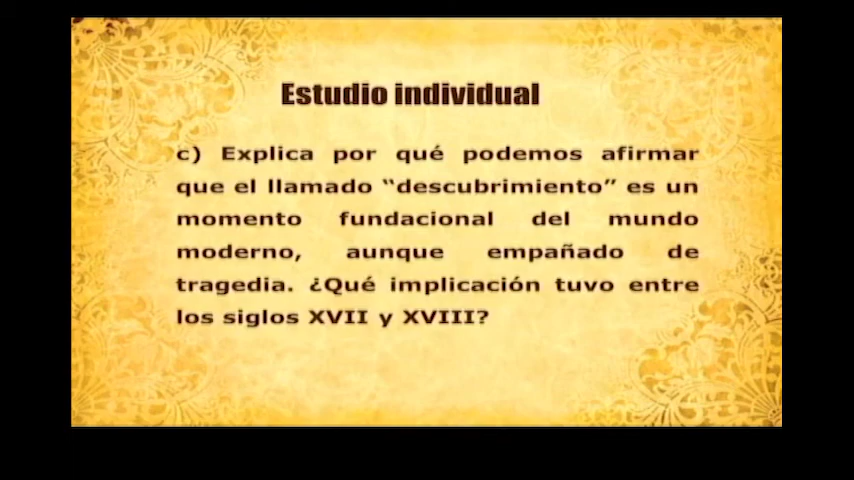 Estudio individual
c) Explica por qué podemos afirmar
que el llamado “descubrimiento” es un
momento fundacional del mundo
moderno, aunque empañado de
tragedia. ¿Qué implicación tuvo entre
los siglos XVII y XVIII?